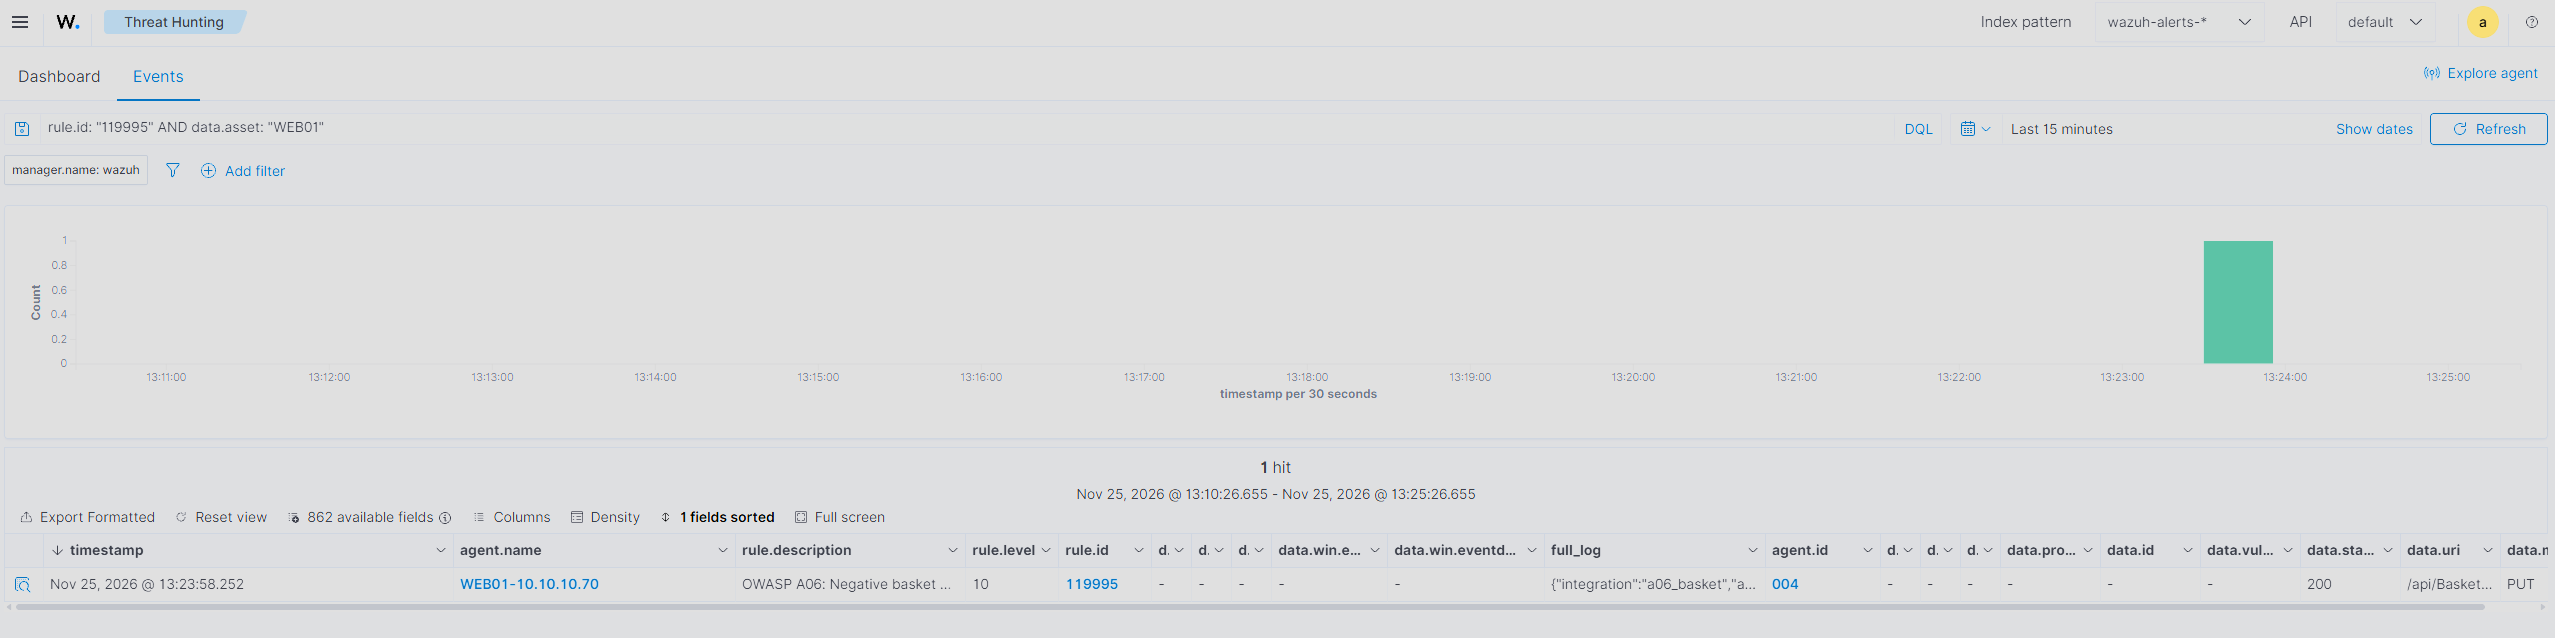 W. Threat Hunting Index pattern wazuh-alerts-* API default a
Dashboard Events Explore agent
rule.id: "119995" AND data.asset: "WEB01" DQL Last 15 minutes Show dates Refresh
manager.name: wazuh Add filter
Count
1
0.8
0.6
0.4
0.2
0
13:11:00 13:12:00 13:13:00 13:14:00 13:15:00 13:16:00 13:17:00 13:18:00 13:19:00 13:20:00 13:21:00 13:22:00 13:23:00 13:24:00 13:25:00
timestamp per 30 seconds
1 hit
Nov 25, 2026 @ 13:10:26.655 - Nov 25, 2026 @ 13:25:26.655
Export Formatted Reset view 862 available fields Columns Density 1 fields sorted Full screen
timestamp agent.name rule.description rule.level rule.id d. d. d. data.win.e... data.win.eventd... full_log agent.id d. d. d. data.pro... data.id data.vul... data.sta... data.uri data.n
Nov 25, 2026 @ 13:23:58.252 WEB01-10.10.10.70 OWASP A06: Negative basket ... 10 119995 - - - - - {"integration":"a06_basket","a... 004 - - - - - - 200 /api/Basket... PUT